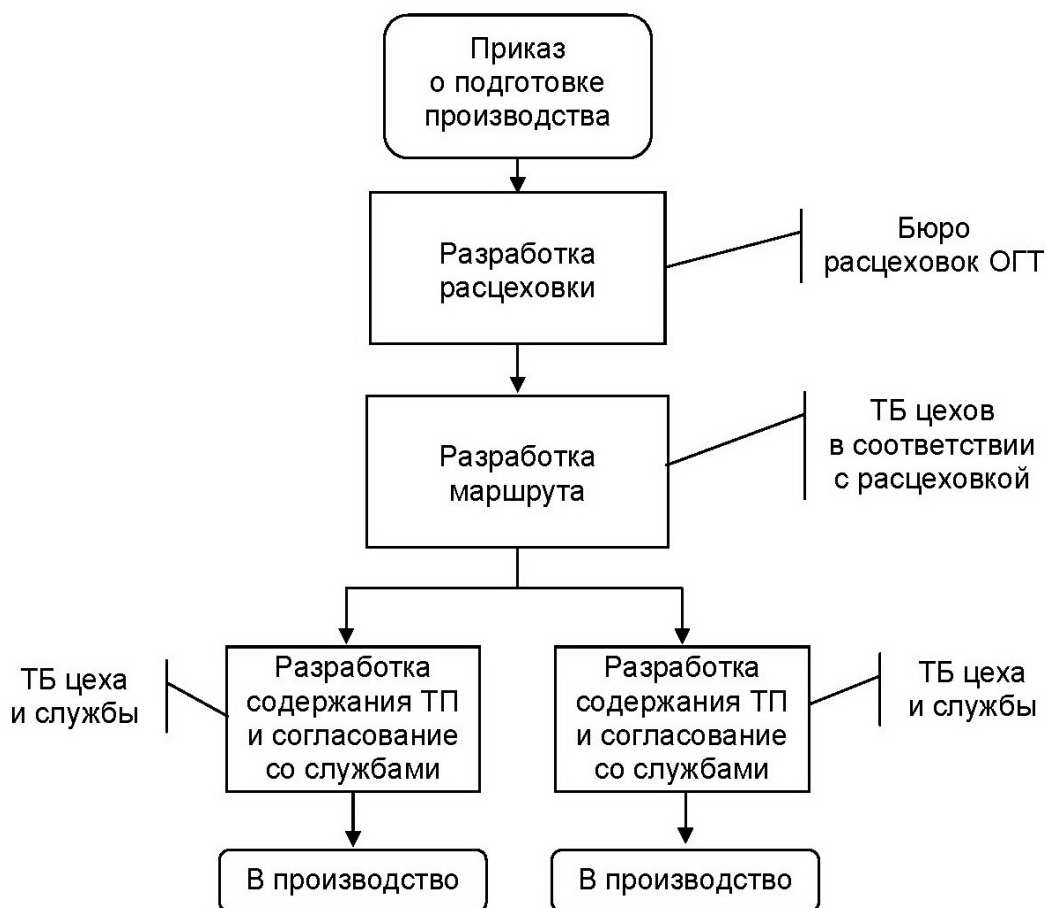 Приказ
о подготовке
производства
Разработка
расцеховки
Бюро
расцеховок ОГТ
Разработка
маршрута
ТБ цехов
в соответствии
с расцеховкой
ТБ цеха
и службы
Разработка
содержания ТП
и согласование
со службами
Разработка
содержания ТП
и согласование
со службами
ТБ цеха
и службы
В производство
В производство